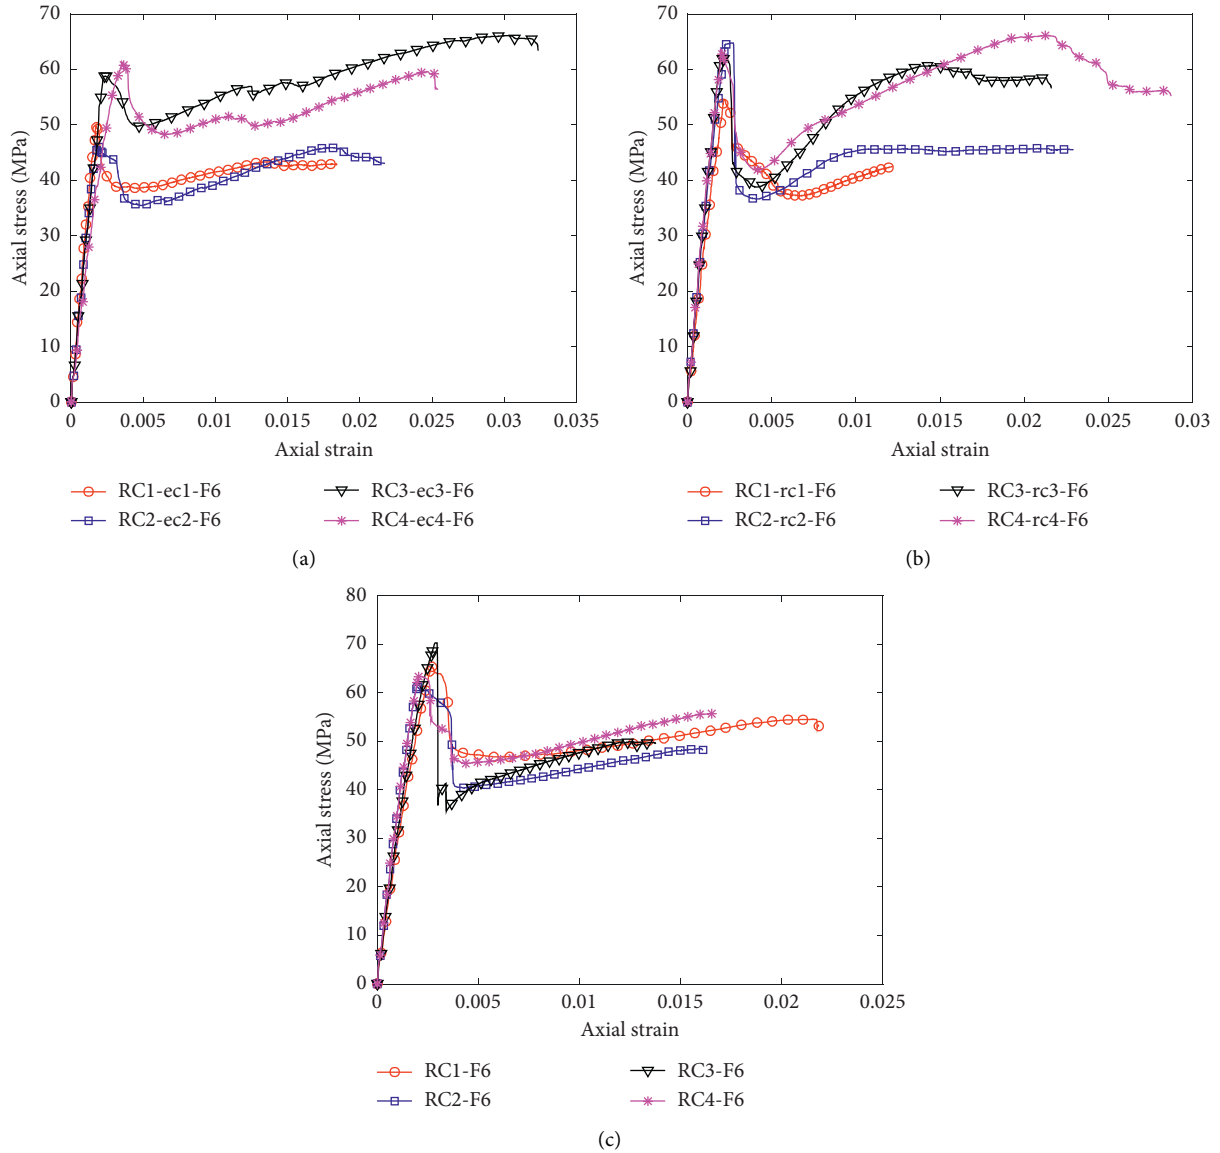 70
60
50
40
30
20
10
0
Axial stress (MPa)
0 0.005 0.01 0.015 0.02 0.025 0.03 0.035
Axial strain
RC1-ec1-F6 RC3-ec3-F6
RC2-ec2-F6 RC4-ec4-F6
(a)
70
60
50
40
30
20
10
0
Axial stress (MPa)
0 0.005 0.01 0.015 0.02 0.025 0.03
Axial strain
RC1-rc1-F6 RC3-rc3-F6
RC2-rc2-F6 RC4-rc4-F6
(b)
80
70
60
50
40
30
20
10
0
Axial stress (MPa)
0 0.005 0.01 0.015 0.02 0.025
Axial strain
RC1-F6 RC3-F6
RC2-F6 RC4-F6
(c)